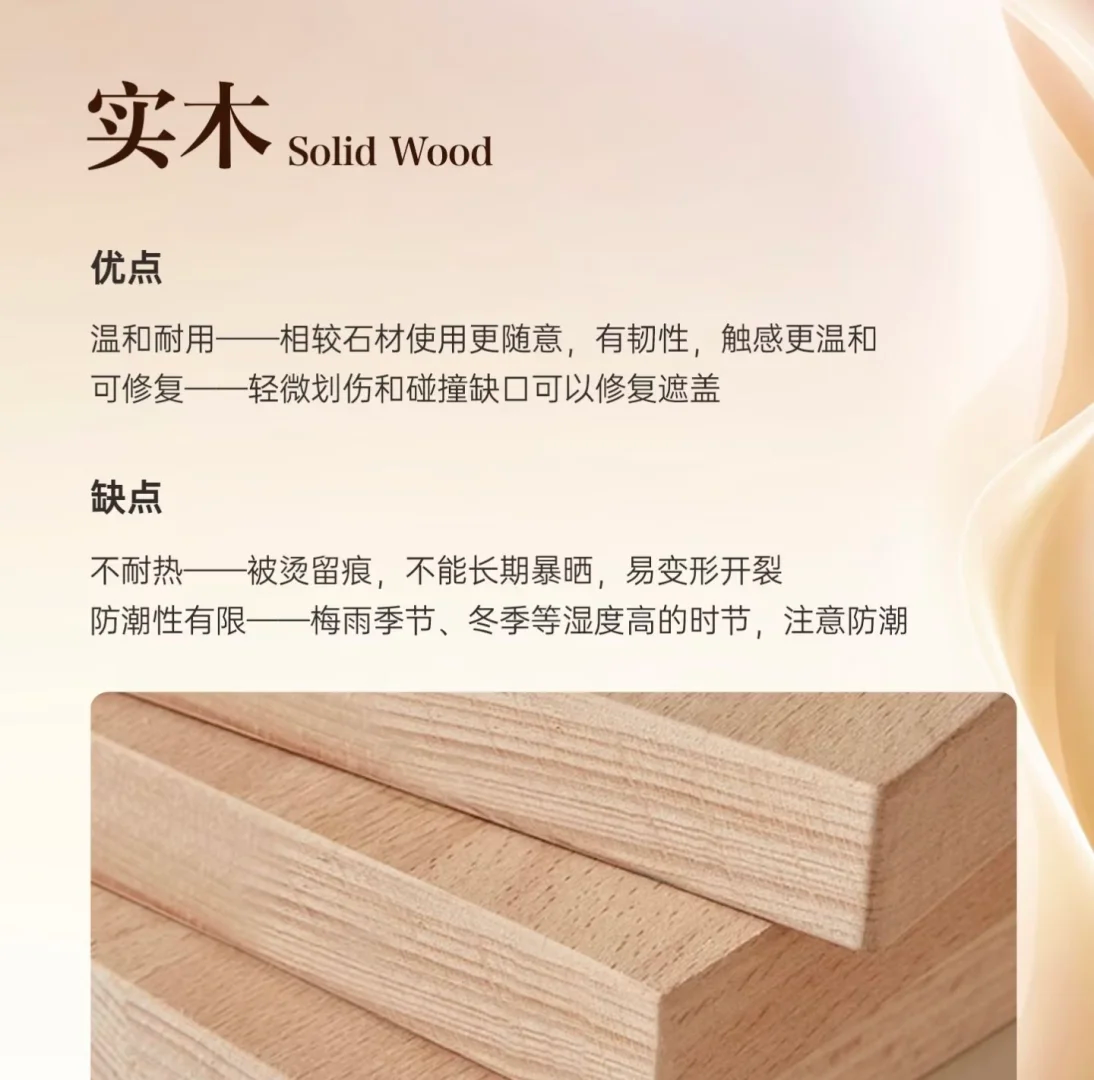 实木 Solid Wood
优点
温和耐用——相较石材使用更随意，有韧性，触感更温和
可修复——轻微划伤和碰撞缺口可以修复遮盖
缺点
不耐热——被烫留痕，不能长期暴晒，易变形开裂
防潮性有限——梅雨季节、冬季等湿度高的时节，注意防潮